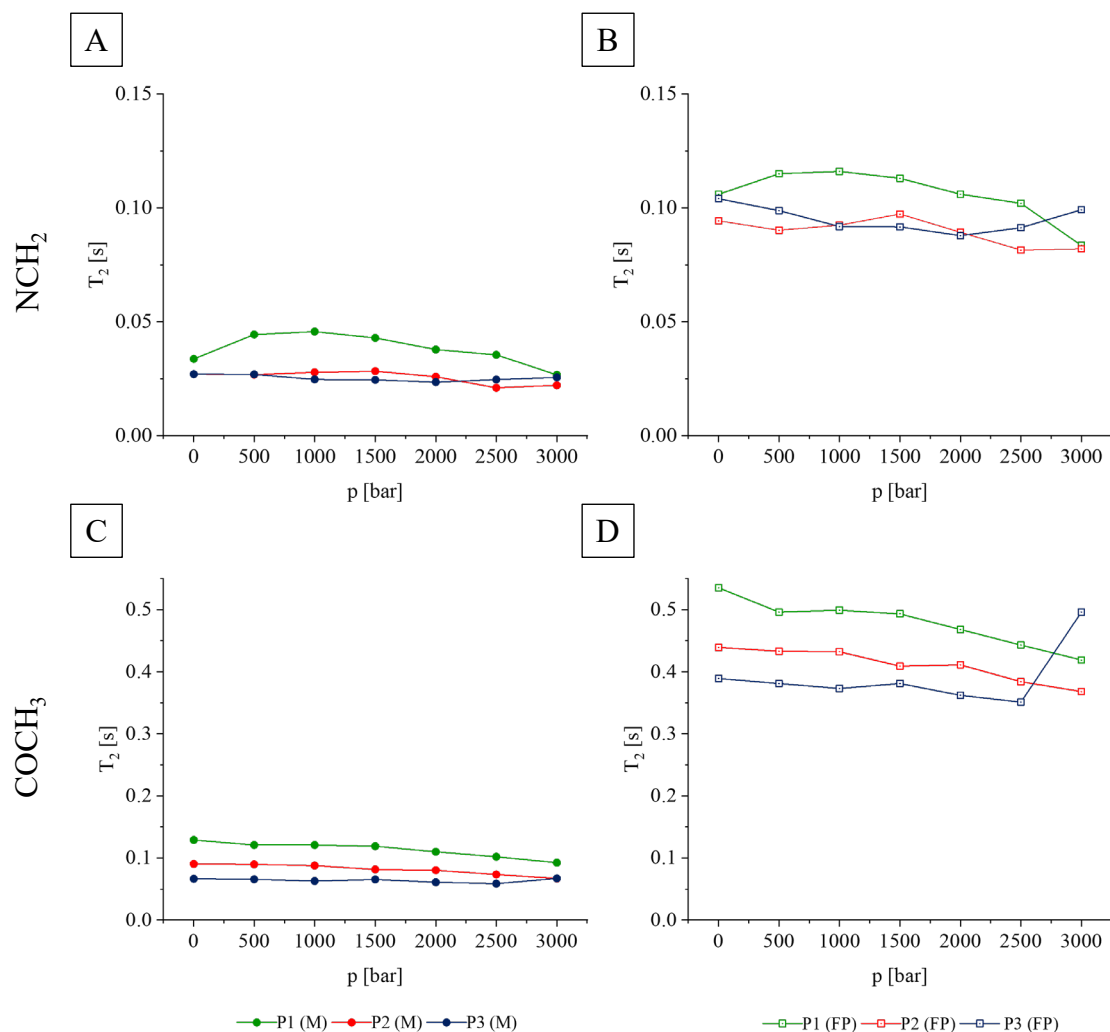 A
B
NCH2
T2 [s]
0.15
0.10
0.05
0.00
0 500 1000 1500 2000 2500 3000
p [bar]
T2 [s]
0.15
0.10
0.05
0.00
0 500 1000 1500 2000 2500 3000
p [bar]
C
D
COCH3
T2 [s]
0.5
0.4
0.3
0.2
0.1
0.0
0 500 1000 1500 2000 2500 3000
p [bar]
T2 [s]
0.5
0.4
0.3
0.2
0.1
0.0
0 500 1000 1500 2000 2500 3000
p [bar]
P1 (M) P2 (M) P3 (M)
P1 (FP) P2 (FP) P3 (FP)